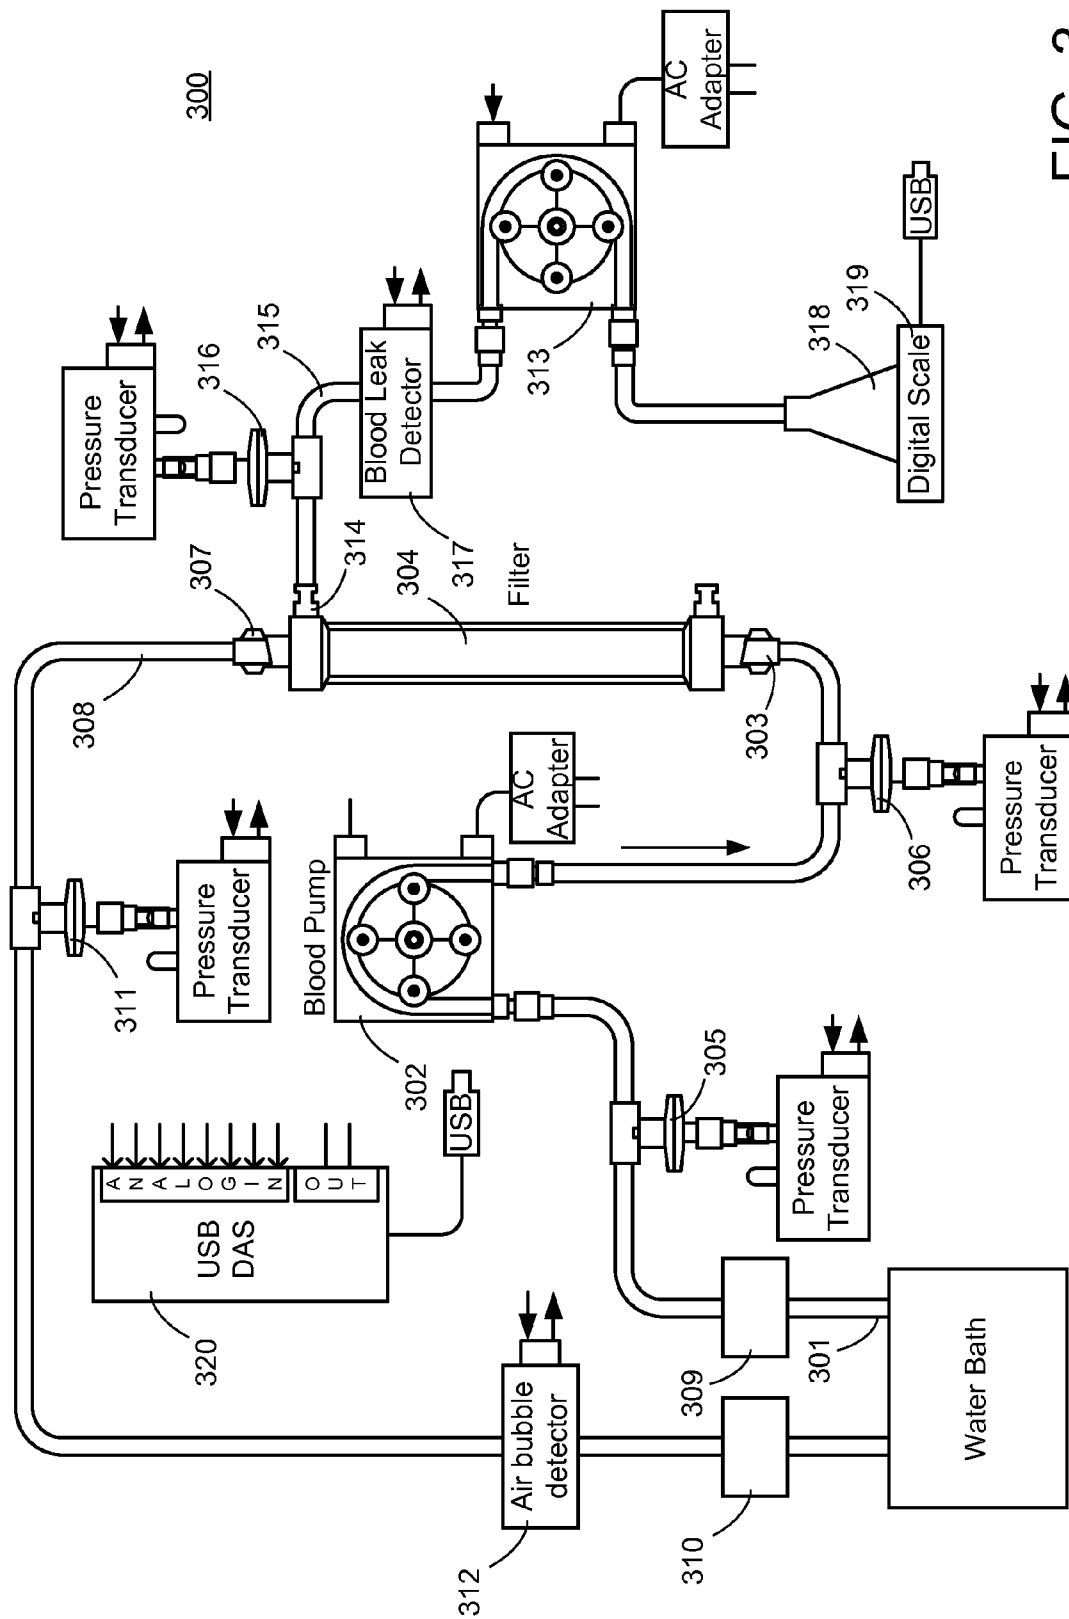 300
Pressure
Transducer
316
315
307
308
311
Pressure
Transducer
314
Blood Leak
Detector
317
304
Filter
313
AC
Adapter
USB
318
319
Digital Scale
ANALOG IN
OUT
USB
DAS
320
USB
Blood Pump
302
AC
Adapter
303
306
Pressure
Transducer
305
Pressure
Transducer
Air bubble
detector
312
309
310
301
Water Bath
FIG